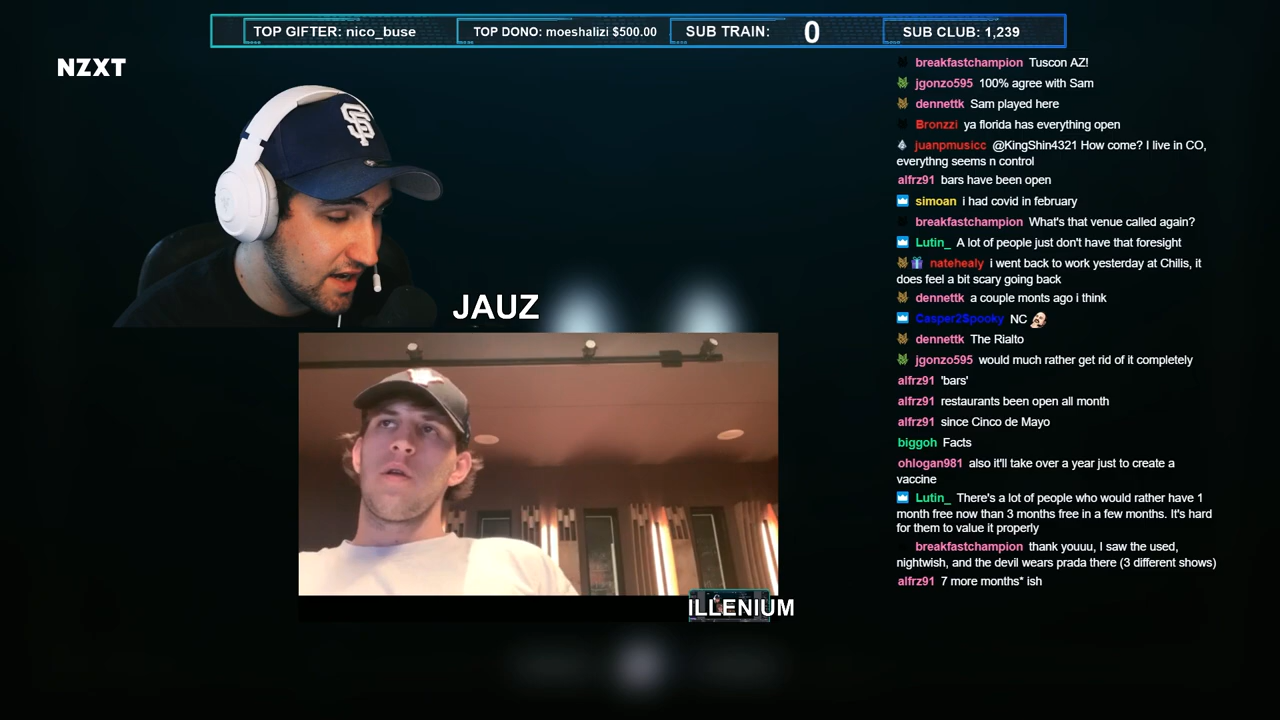 TOP GIFTER: nico_buse
TOP DONO: moeshalizi $500.00
SUB TRAIN: 0
SUB CLUB: 1,239
NZXT
SF
JAUZ
ILLENIUM
breakfastchampion Tuscon AZ!
jgonzo595 100% agree with Sam
dennettk Sam played here
Bronzzi ya florida has everything open
juanpmusicc @KingShin4321 How come? I live in CO,
everythng seems n control
alfrz91 bars have been open
simoan i had covid in february
breakfastchampion What's that venue called again?
Lutin_ A lot of people just don't have that foresight
natehealy i went back to work yesterday at Chilis, it
does feel a bit scary going back
dennettk a couple monts ago i think
Casper2Spooky NC
dennettk The Rialto
jgonzo595 would much rather get rid of it completely
alfrz91 'bars'
alfrz91 restaurants been open all month
alfrz91 since Cinco de Mayo
biggoh Facts
ohlogan981 also it'll take over a year just to create a
vaccine
Lutin_ There's a lot of people who would rather have 1
month free now than 3 months free in a few months. It's hard
for them to value it properly
breakfastchampion thank youuu, I saw the used,
nightwish, and the devil wears prada there (3 different shows)
alfrz91 7 more months* ish